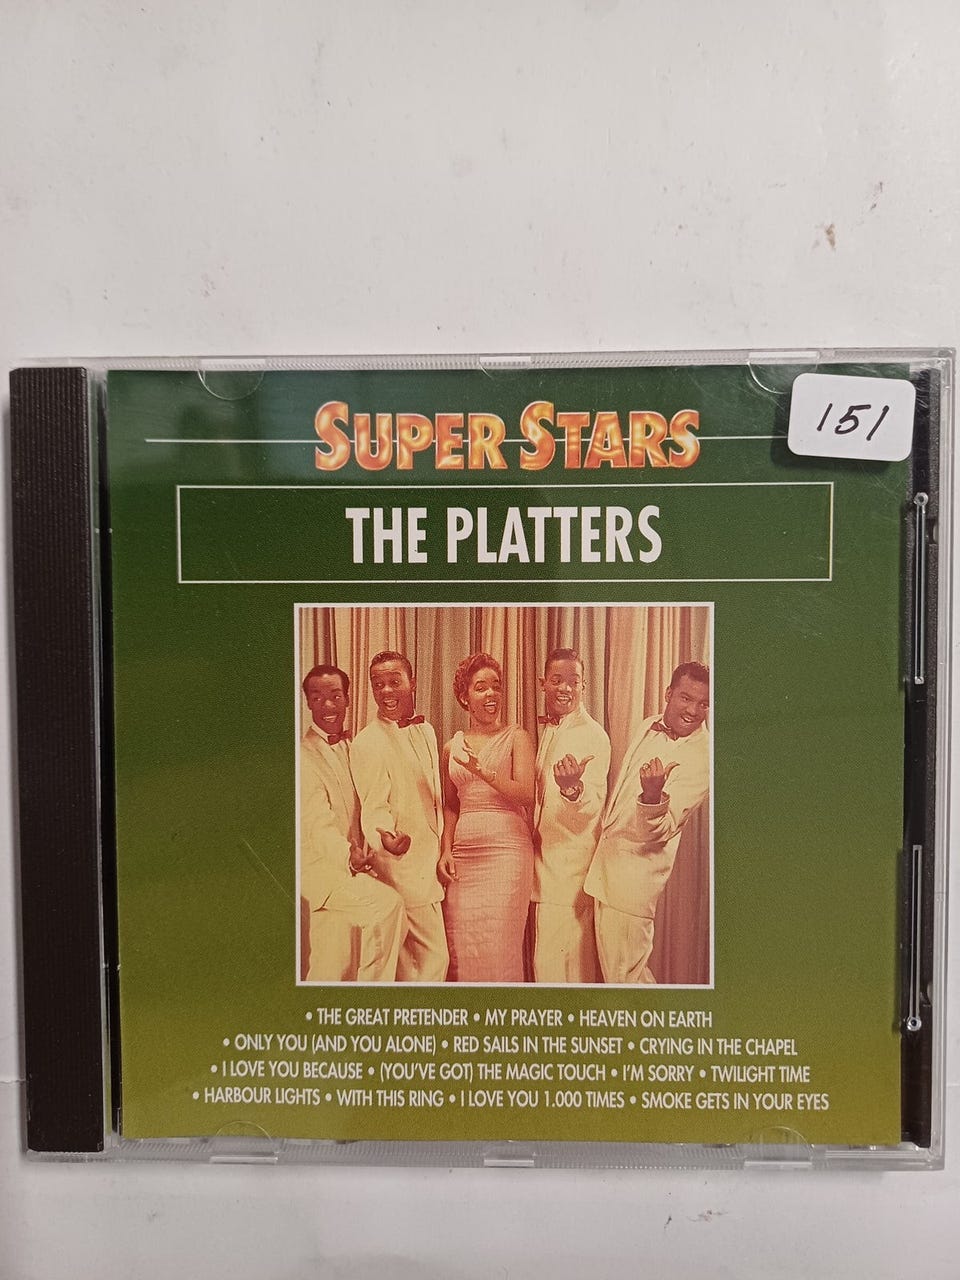 SUPER STARS
151
THE PLATTERS
• THE GREAT PRETENDER • MY PRAYER • HEAVEN ON EARTH
• ONLY YOU (AND YOU ALONE) • RED SAILS IN THE SUNSET • CRYING IN THE CHAPEL
• I LOVE YOU BECAUSE • (YOU'VE GOT) THE MAGIC TOUCH • I'M SORRY • TWILIGHT TIME
• HARBOUR LIGHTS • WITH THIS RING • I LOVE YOU 1.000 TIMES • SMOKE GETS IN YOUR EYES